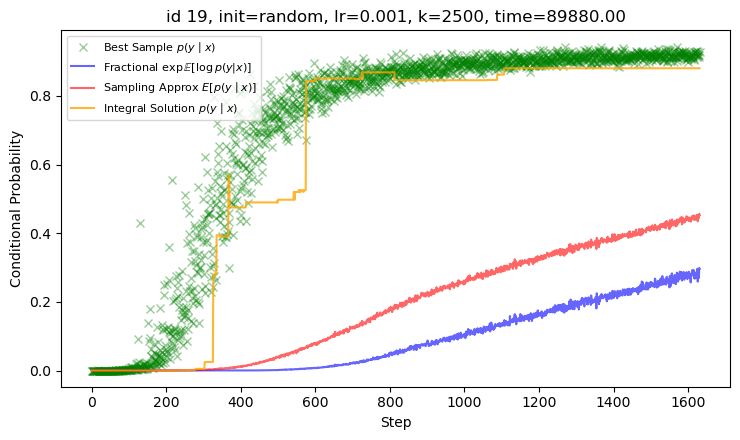 id 19, init=random, lr=0.001, k=2500, time=89880.00
Best Sample p(y | x)
Fractional exp𝔼[log p(y|x)]
Sampling Approx E[p(y | x)]
Integral Solution p(y | x)
Conditional Probability
0.8
0.6
0.4
0.2
0.0
0 200 400 600 800 1000 1200 1400 1600
Step